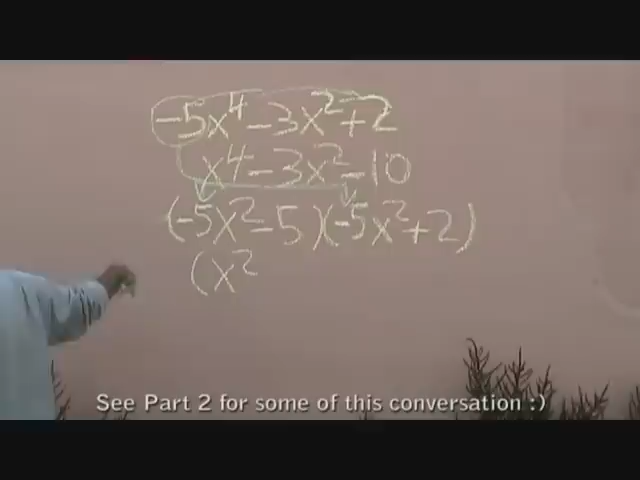 -5x⁴-3x²+2
x⁴-3x²-10
(-5x²-5)(-5x²+2)
(x²
See Part 2 for some of this conversation :)